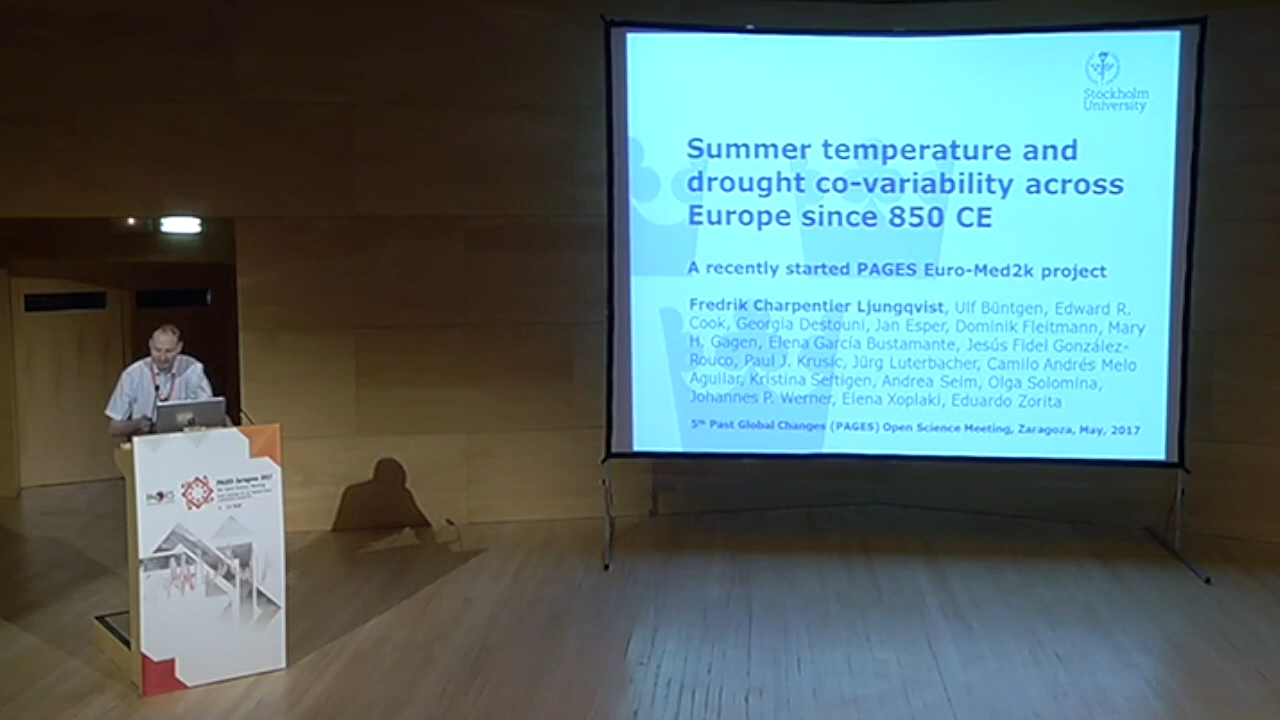 Stockholm
University
Summer temperature and
drought co-variability across
Europe since 850 CE
A recently started PAGES Euro-Med2k project
Fredrik Charpentier Ljungqvist, Ulf Büntgen, Edward R.
Cook, Georgia Destouni, Jan Esper, Dominik Fleitmann, Mary
H. Gagen, Elena García Bustamante, Jesús Fidel González-
Rouco, Paul J. Krusic, Jürg Luterbacher, Camilo Andrés Melo
Aguilar, Kristina Seftigen, Andrea Seim, Olga Solomina,
Johannes P. Werner, Elena Xoplaki, Eduardo Zorita
5th Past Global Changes (PAGES) Open Science Meeting, Zaragoza, May, 2017
PAGES Zaragoza 2017